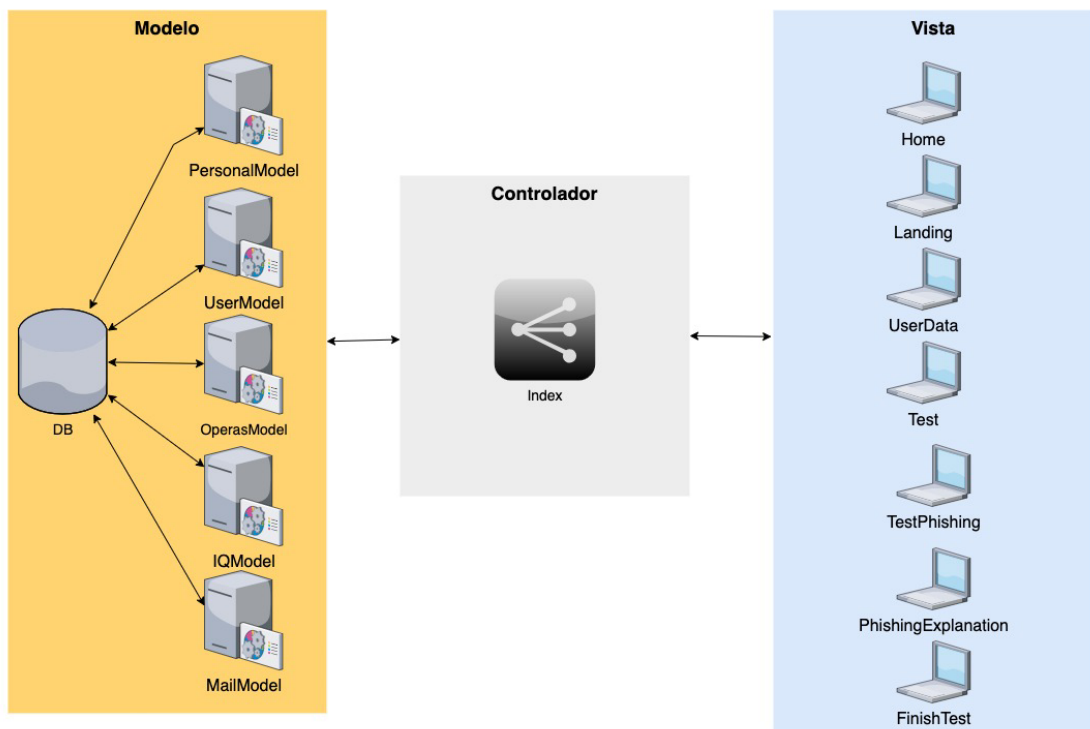 Modelo
PersonalModel
UserModel
OperasModel
IQModel
MailModel
DB
Controlador
Index
Vista
Home
Landing
UserData
Test
TestPhishing
PhishingExplanation
FinishTest